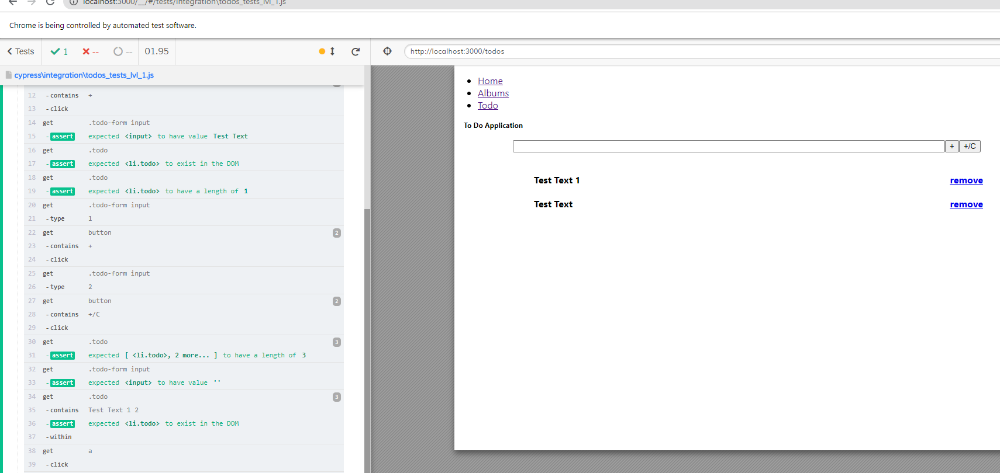 localhost:3000/__/#/tests/integration\todos_tests_lvl_1.js
Chrome is being controlled by automated test software.
Tests 1 -- -- 01.95
http://localhost:3000/todos
cypress\integration\todos_tests_lvl_1.js
12 - contains +
13 - click
14 get .todo-form input
15 - assert expected <input> to have value Test Text
16 get .todo
17 - assert expected <li.todo> to exist in the DOM
18 get .todo
19 - assert expected <li.todo> to have a length of 1
20 get .todo-form input
21 - type 1
22 get button 2
23 - contains +
24 - click
25 get .todo-form input
26 - type 2
27 get button 2
28 - contains +/C
29 - click
30 get .todo 3
31 - assert expected [ <li.todo>, 2 more... ] to have a length of 3
32 get .todo-form input
33 - assert expected <input> to have value ''
34 get .todo 3
35 - contains Test Text 1 2
36 - assert expected <li.todo> to exist in the DOM
37 - within
38 get a
39 - click
Home
Albums
Todo
To Do Application
+ +/C
Test Text 1 remove
Test Text remove